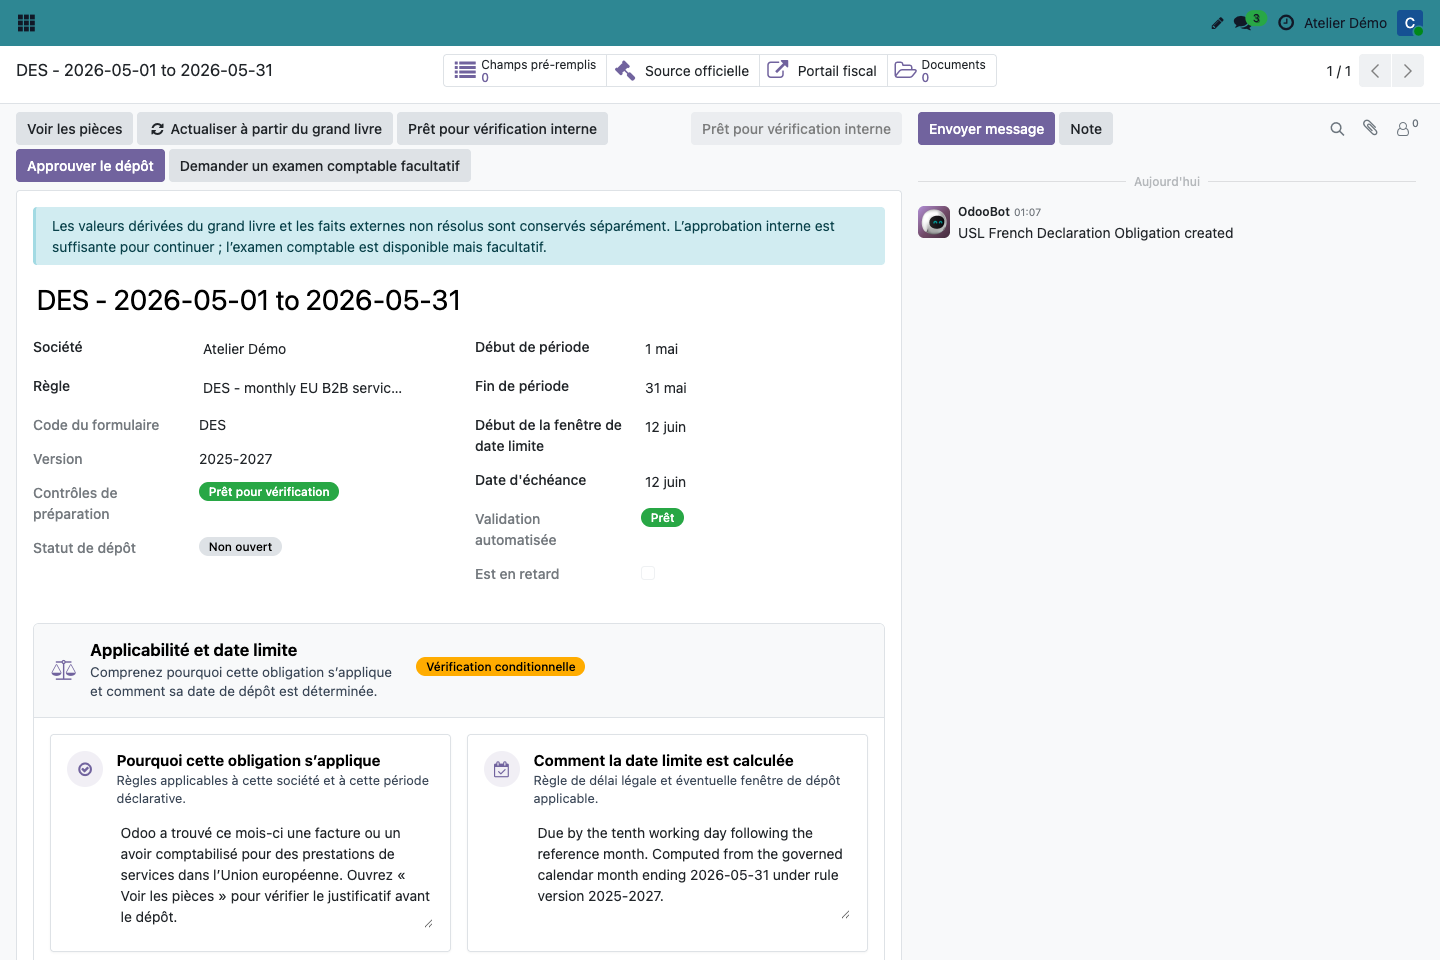 3
Atelier Démo
C
DES - 2026-05-01 to 2026-05-31
Champs pré-remplis
0
Source officielle
Portail fiscal
Documents
0
1 / 1
Voir les pièces
Actualiser à partir du grand livre
Prêt pour vérification interne
Prêt pour vérification interne
Approuver le dépôt
Demander un examen comptable facultatif
Envoyer message
Note
0
Aujourd'hui
OdooBot 01:07
USL French Declaration Obligation created
Les valeurs dérivées du grand livre et les faits externes non résolus sont conservés séparément. L’approbation interne est
suffisante pour continuer ; l’examen comptable est disponible mais facultatif.
DES - 2026-05-01 to 2026-05-31
Société
Atelier Démo
Règle
DES - monthly EU B2B servic...
Code du formulaire
DES
Version
2025-2027
Contrôles de
préparation
Prêt pour vérification
Statut de dépôt
Non ouvert
Début de période
1 mai
Fin de période
31 mai
Début de la fenêtre de
date limite
12 juin
Date d'échéance
12 juin
Validation
automatisée
Prêt
Est en retard
Applicabilité et date limite
Comprenez pourquoi cette obligation s’applique
et comment sa date de dépôt est déterminée.
Vérification conditionnelle
Pourquoi cette obligation s’applique
Règles applicables à cette société et à cette période
déclarative.
Odoo a trouvé ce mois-ci une facture ou un
avoir comptabilisé pour des prestations de
services dans l’Union européenne. Ouvrez «
Voir les pièces » pour vérifier le justificatif avant
le dépôt.
Comment la date limite est calculée
Règle de délai légale et éventuelle fenêtre de dépôt
applicable.
Due by the tenth working day following the
reference month. Computed from the governed
calendar month ending 2026-05-31 under rule
version 2025-2027.